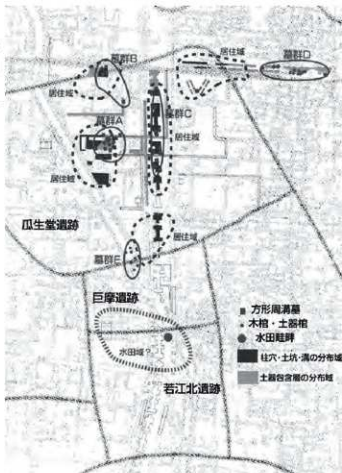 墓群B
居住域
墓群D
居住域
墓群C
墓群A
居住域
居住域
瓜生堂遺跡
居住域
墓群E
巨摩遺跡
水田域?
若江北遺跡
方形周溝墓
木棺・土器棺
水田畦畔
柱穴・土坑・溝の分布域
土器包含層の分布域